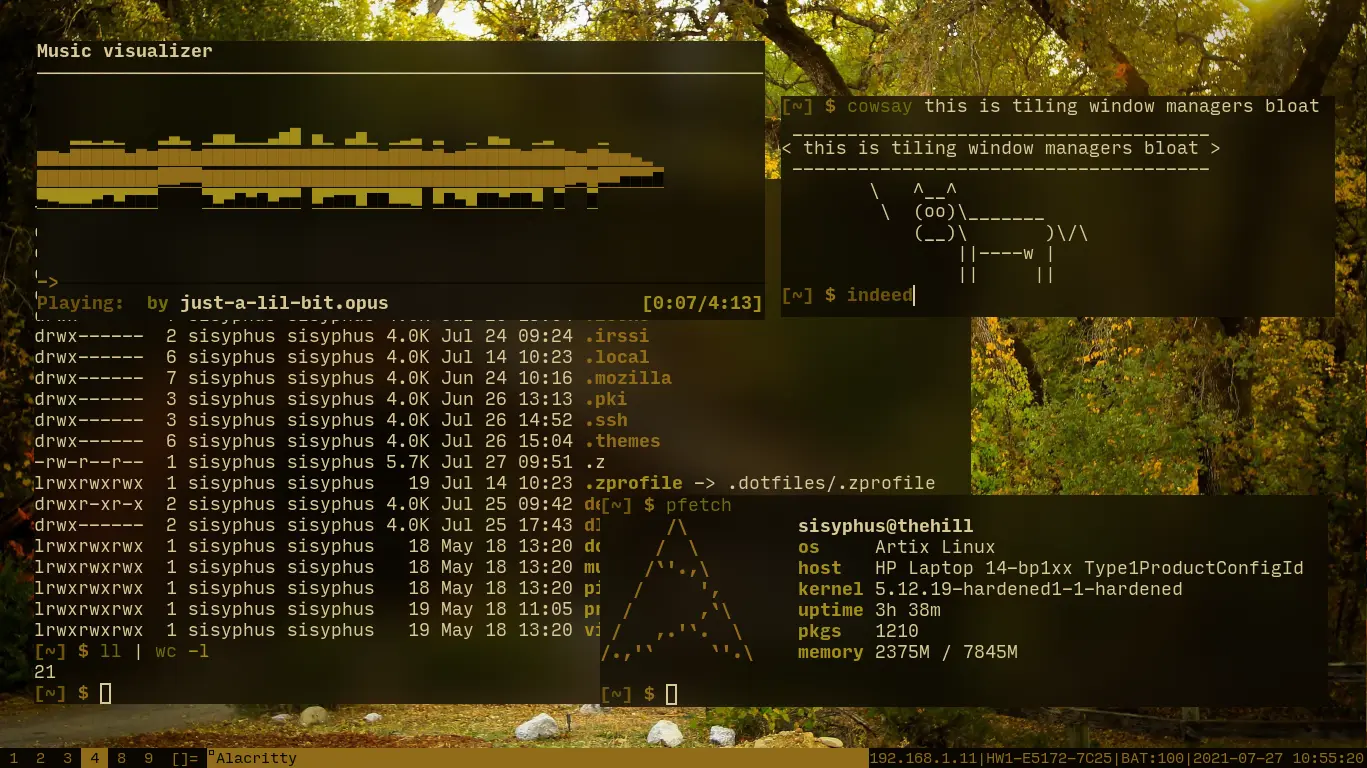 Music visualizer
->
Playing:  by just-a-lil-bit.opus [0:07/4:13]
[~] $ cowsay this is tiling window managers bloat
______________________________________
< this is tiling window managers bloat >
--------------------------------------
\   ^__^
\  (oo)\_______
(__)\       )\/\
||----w |
||     ||
[~] $ indeed
drwx------  2 sisyphus sisyphus 4.0K Jul 24 09:24 .irssi
drwx------  6 sisyphus sisyphus 4.0K Jul 14 10:23 .local
drwx------  7 sisyphus sisyphus 4.0K Jun 24 10:16 .mozilla
drwx------  3 sisyphus sisyphus 4.0K Jun 26 13:13 .pki
drwx------  3 sisyphus sisyphus 4.0K Jul 26 14:52 .ssh
drwx------  6 sisyphus sisyphus 4.0K Jul 26 15:04 .themes
-rw-r--r--  1 sisyphus sisyphus 5.7K Jul 27 09:51 .z
lrwxrwxrwx  1 sisyphus sisyphus   19 Jul 14 10:23 .zprofile -> .dotfiles/.zprofile
drwxr-xr-x  2 sisyphus sisyphus 4.0K Jul 25 09:42
drwx------  2 sisyphus sisyphus 4.0K Jul 25 17:43
lrwxrwxrwx  1 sisyphus sisyphus   18 May 18 13:20
lrwxrwxrwx  1 sisyphus sisyphus   18 May 18 13:20
lrwxrwxrwx  1 sisyphus sisyphus   18 May 18 13:20
lrwxrwxrwx  1 sisyphus sisyphus   19 May 18 11:05
lrwxrwxrwx  1 sisyphus sisyphus   19 May 18 13:20
[~] $ ll | wc -l
21
[~] $
[~] $ pfetch
sisyphus@thehill
os     Artix Linux
host   HP Laptop 14-bp1xx Type1ProductConfigId
kernel 5.12.19-hardened1-1-hardened
uptime 3h 38m
pkgs   1210
memory 2375M / 7845M
[~] $
1 2 3 4 8 9 []= Alacritty 192.168.1.11|HW1-E5172-7C25|BAT:100|2021-07-27 10:55:20